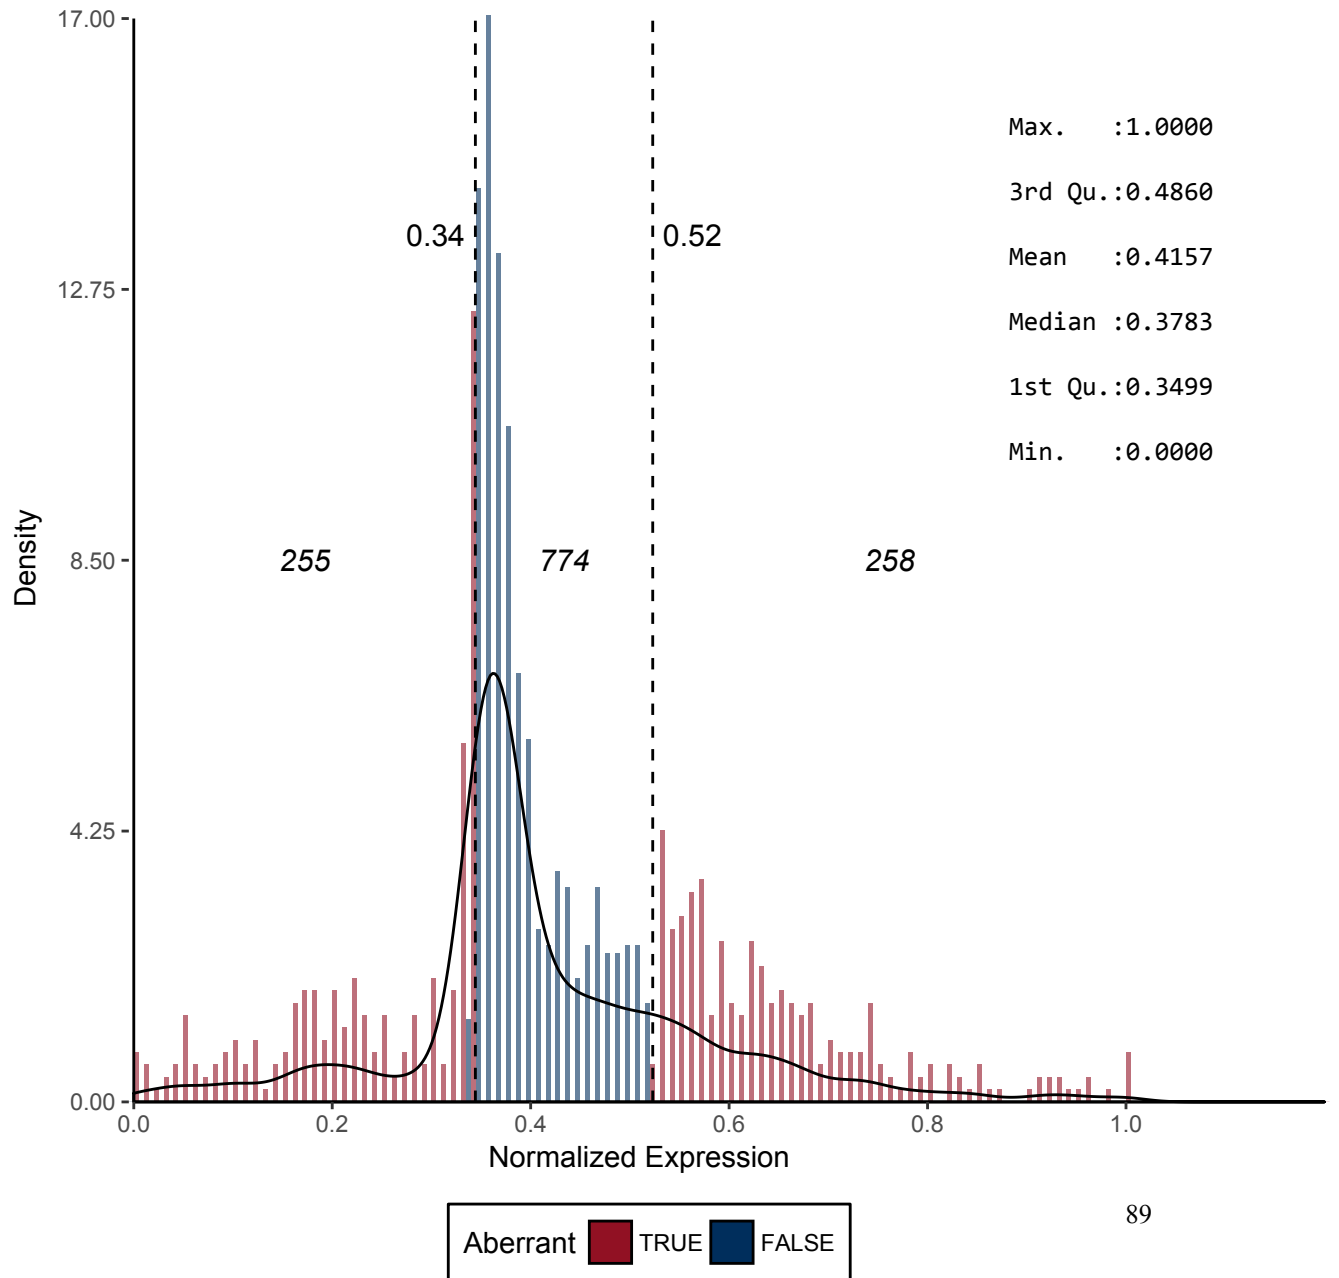 17.00
Max.   :1.0000
3rd Qu.:0.4860
0.34
0.52
Mean   :0.4157
12.75
Median :0.3783
1st Qu.:0.3499
Min.   :0.0000
Density
8.50
255
774
258
4.25
0.00
0.0 0.2 0.4 0.6 0.8 1.0
Normalized Expression
89
Aberrant TRUE FALSE